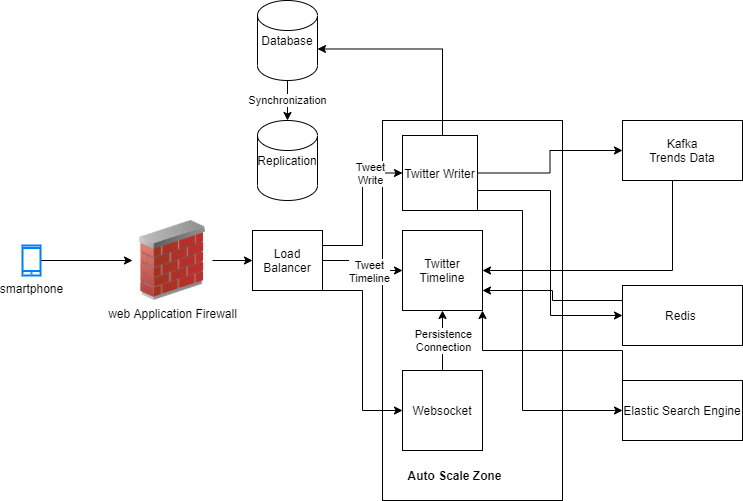 Database
Synchronization
Replication
Tweet
Write
Twitter Writer
Kafka
Trends Data
smartphone
web Application Firewall
Load
Balancer
Tweet
Timeline
Twitter
Timeline
Redis
Persistence
Connection
Websocket
Elastic Search Engine
Auto Scale Zone